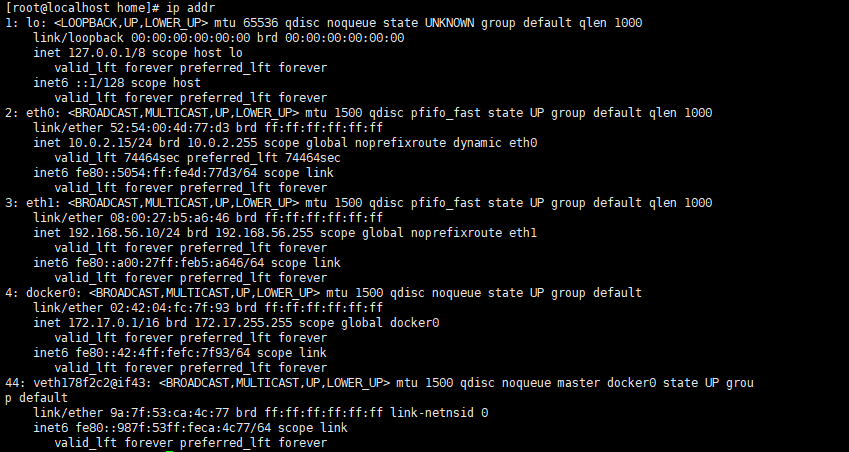 [root@localhost home]# ip addr
1: lo: <LOOPBACK,UP,LOWER_UP> mtu 65536 qdisc noqueue state UNKNOWN group default qlen 1000
    link/loopback 00:00:00:00:00:00 brd 00:00:00:00:00:00
    inet 127.0.0.1/8 scope host lo
       valid_lft forever preferred_lft forever
    inet6 ::1/128 scope host
       valid_lft forever preferred_lft forever
2: eth0: <BROADCAST,MULTICAST,UP,LOWER_UP> mtu 1500 qdisc pfifo_fast state UP group default qlen 1000
    link/ether 52:54:00:4d:77:d3 brd ff:ff:ff:ff:ff:ff
    inet 10.0.2.15/24 brd 10.0.2.255 scope global noprefixroute dynamic eth0
       valid_lft 74464sec preferred_lft 74464sec
    inet6 fe80::5054:ff:fe4d:77d3/64 scope link
       valid_lft forever preferred_lft forever
3: eth1: <BROADCAST,MULTICAST,UP,LOWER_UP> mtu 1500 qdisc pfifo_fast state UP group default qlen 1000
    link/ether 08:00:27:b5:a6:46 brd ff:ff:ff:ff:ff:ff
    inet 192.168.56.10/24 brd 192.168.56.255 scope global noprefixroute eth1
       valid_lft forever preferred_lft forever
    inet6 fe80::a00:27ff:feb5:a646/64 scope link
       valid_lft forever preferred_lft forever
4: docker0: <BROADCAST,MULTICAST,UP,LOWER_UP> mtu 1500 qdisc noqueue state UP group default
    link/ether 02:42:04:fc:7f:93 brd ff:ff:ff:ff:ff:ff
    inet 172.17.0.1/16 brd 172.17.255.255 scope global docker0
       valid_lft forever preferred_lft forever
    inet6 fe80::42:4ff:fefc:7f93/64 scope link
       valid_lft forever preferred_lft forever
44: veth178f2c2@if43: <BROADCAST,MULTICAST,UP,LOWER_UP> mtu 1500 qdisc noqueue master docker0 state UP grou
p default
    link/ether 9a:7f:53:ca:4c:77 brd ff:ff:ff:ff:ff:ff link-netnsid 0
    inet6 fe80::987f:53ff:feca:4c77/64 scope link
       valid_lft forever preferred_lft forever